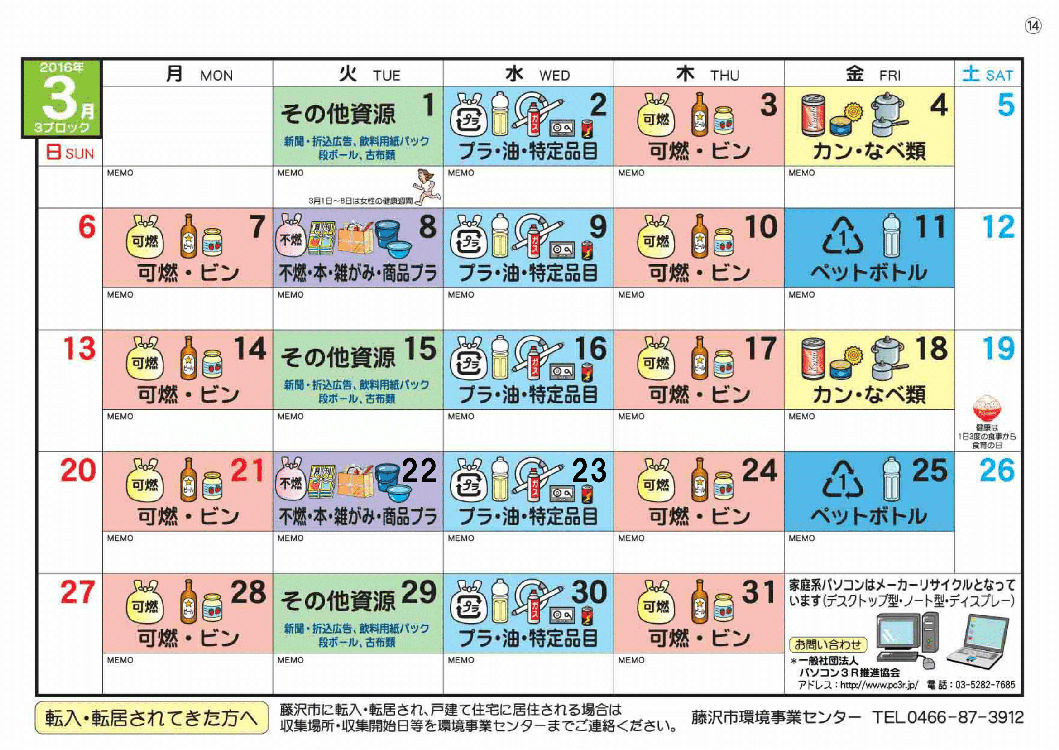 ⑭
2016年
3月
3ブロック
日 SUN
月 MON
火 TUE
水 WED
木 THU
金 FRI
土 SAT
その他資源 1
新聞・折込広告、飲料用紙パック
段ボール、古布類
プラ 2
プラ・油・特定品目
可燃 3
可燃・ビン
4
カン・なべ類
5
MEMO
MEMO
3月1日~8日は女性の健康週間
MEMO
MEMO
MEMO
6
可燃 7
可燃・ビン
不燃 8
不燃・本・雑がみ・商品プラ
プラ 9
プラ・油・特定品目
可燃 10
可燃・ビン
1 11
ペットボトル
12
MEMO
MEMO
MEMO
MEMO
MEMO
13
可燃 14
可燃・ビン
その他資源 15
新聞・折込広告、飲料用紙パック
段ボール、古布類
プラ 16
プラ・油・特定品目
可燃 17
可燃・ビン
18
カン・なべ類
19
健康は
1日3度の食事から
食育の日
MEMO
MEMO
MEMO
MEMO
MEMO
20
可燃 21
可燃・ビン
不燃 22
不燃・本・雑がみ・商品プラ
プラ 23
プラ・油・特定品目
可燃 24
可燃・ビン
1 25
ペットボトル
26
MEMO
MEMO
MEMO
MEMO
MEMO
27
可燃 28
可燃・ビン
その他資源 29
新聞・折込広告、飲料用紙パック
段ボール、古布類
プラ 30
プラ・油・特定品目
可燃 31
可燃・ビン
MEMO
MEMO
MEMO
MEMO
家庭系パソコンはメーカーリサイクルとなって
います(デスクトップ型・ノート型・ディスプレー)
お問い合わせ
*一般社団法人
パソコン3R推進協会
アドレス:http://www.pc3r.jp/ 電話:03-5282-7685
転入・転居されてきた方へ
藤沢市に転入・転居され、戸建て住宅に居住される場合は
収集場所・収集開始日等を環境事業センターまでご連絡ください。
藤沢市環境事業センター TEL0466-87-3912